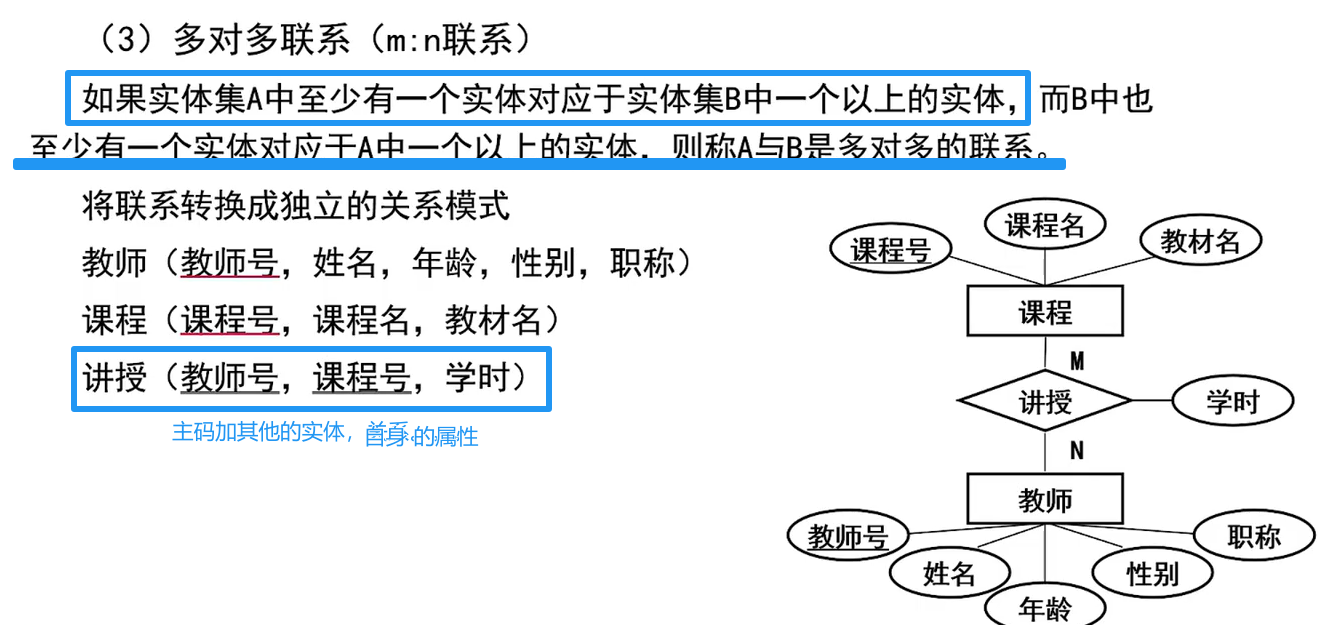 （3）多对多联系（m:n联系）
如果实体集A中至少有一个实体对应于实体集B中一个以上的实体，而B中也
至少有一个实体对应于A中一个以上的实体，则称A与B是多对多的联系。
将联系转换成独立的关系模式
教师（教师号，姓名，年龄，性别，职称）
课程（课程号，课程名，教材名）
讲授（教师号，课程号，学时）
主码加其他的实体，自身的属性
课程名
课程号
教材名
课程
M
讲授
学时
N
教师
教师号
职称
姓名
性别
年龄